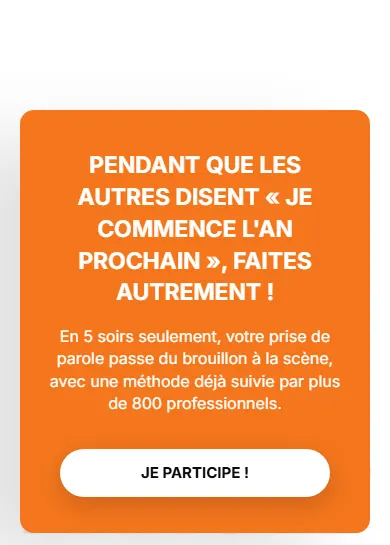 PENDANT QUE LES
AUTRES DISENT « JE
COMMENCE L'AN
PROCHAIN », FAITES
AUTREMENT !
En 5 soirs seulement, votre prise de
parole passe du brouillon à la scène,
avec une méthode déjà suivie par plus
de 800 professionnels.
JE PARTICIPE !